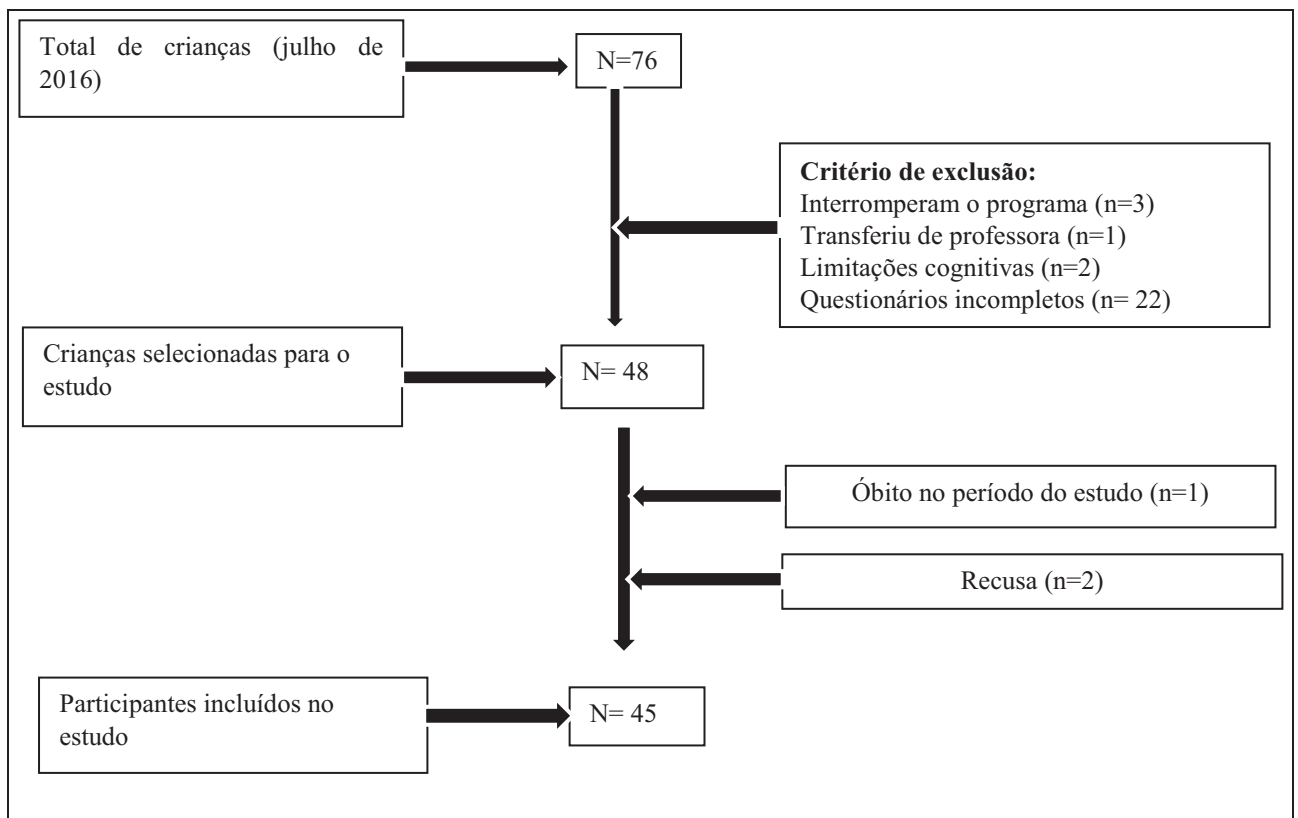 Total de crianças (julho de
2016)
N=76
Critério de exclusão:
Interromperam o programa (n=3)
Transferiu de professora (n=1)
Limitações cognitivas (n=2)
Questionários incompletos (n= 22)
Crianças selecionadas para o
estudo
N= 48
Óbito no período do estudo (n=1)
Recusa (n=2)
Participantes incluídos no
estudo
N= 45